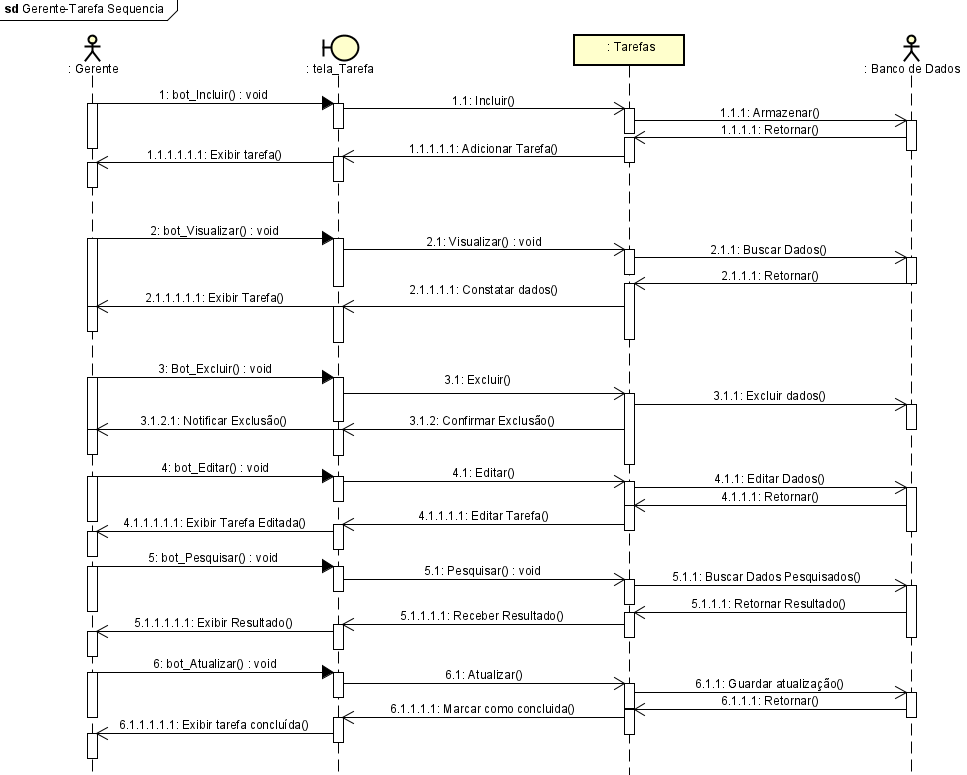 sd Gerente-Tarefa Sequencia
: Gerente
: tela_Tarefa
: Tarefas
: Banco de Dados
1: bot_Incluir() : void
1.1: Incluir()
1.1.1: Armazenar()
1.1.1.1: Retornar()
1.1.1.1.1: Adicionar Tarefa()
1.1.1.1.1.1: Exibir tarefa()
2: bot_Visualizar() : void
2.1: Visualizar() : void
2.1.1: Buscar Dados()
2.1.1.1: Retornar()
2.1.1.1.1: Constatar dados()
2.1.1.1.1.1: Exibir Tarefa()
3: Bot_Excluir() : void
3.1: Excluir()
3.1.1: Excluir dados()
3.1.2: Confirmar Exclusão()
3.1.2.1: Notificar Exclusão()
4: bot_Editar() : void
4.1: Editar()
4.1.1: Editar Dados()
4.1.1.1: Retornar()
4.1.1.1.1: Editar Tarefa()
4.1.1.1.1.1: Exibir Tarefa Editada()
5: bot_Pesquisar() : void
5.1: Pesquisar() : void
5.1.1: Buscar Dados Pesquisados()
5.1.1.1: Retornar Resultado()
5.1.1.1.1: Receber Resultado()
5.1.1.1.1.1: Exibir Resultado()
6: bot_Atualizar() : void
6.1: Atualizar()
6.1.1: Guardar atualização()
6.1.1.1: Retornar()
6.1.1.1.1: Marcar como concluida()
6.1.1.1.1.1: Exibir tarefa concluída()